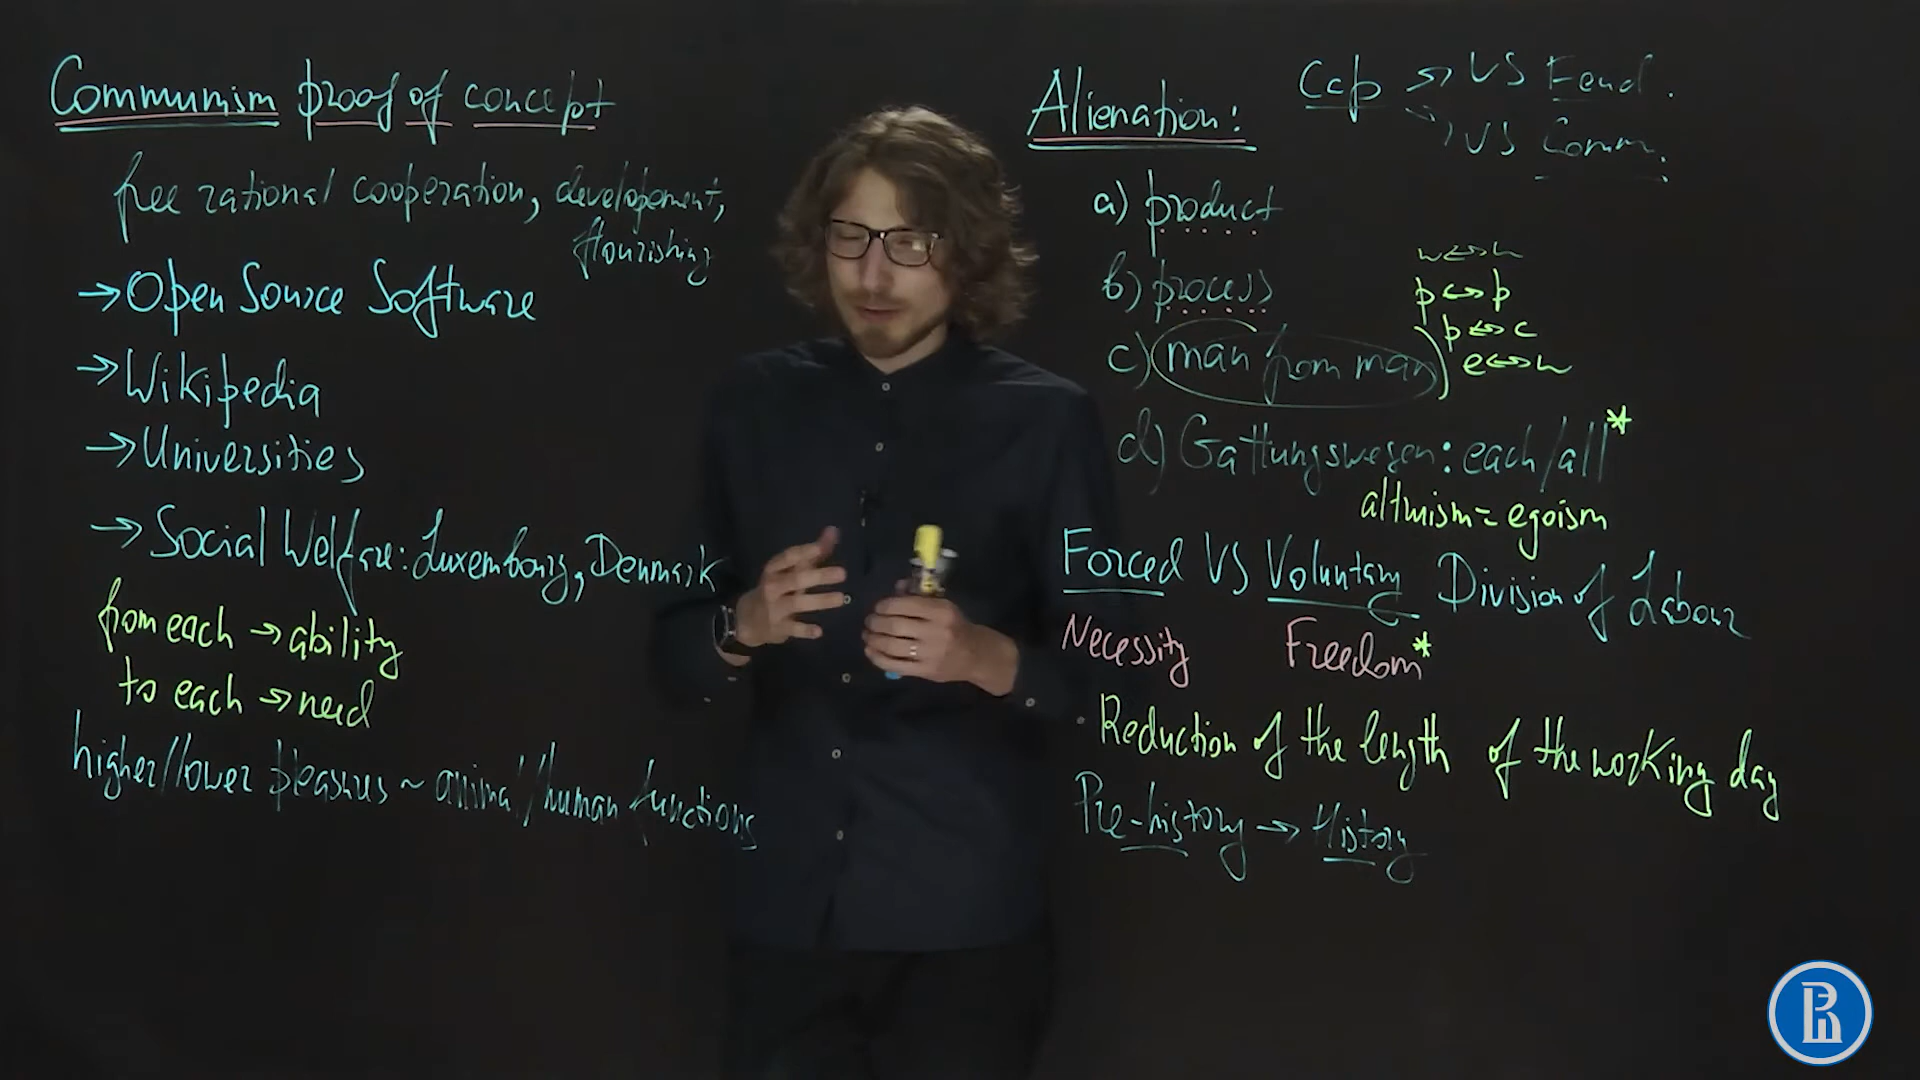 Communism proof of concept
free rational cooperation, developement,
flourishing
→ Open Source Software
→ Wikipedia
→ Universities
→ Social Welfare: Luxembourg, Denmark
from each → ability
to each → need
higher/lower pleasures ~ animal/human functions
Alienation:
Cap → VS Feud.
→ VS Comm.
a) product
b) process
w ↔ w
p ↔ p
p ↔ c
c) man from man
e ↔ w
d) Gattungswesen: each/all*
altruism = egoism
Forced VS Voluntary Division of Labour
Necessity Freedom*
Reduction of the length of the working day
Pre-history → History